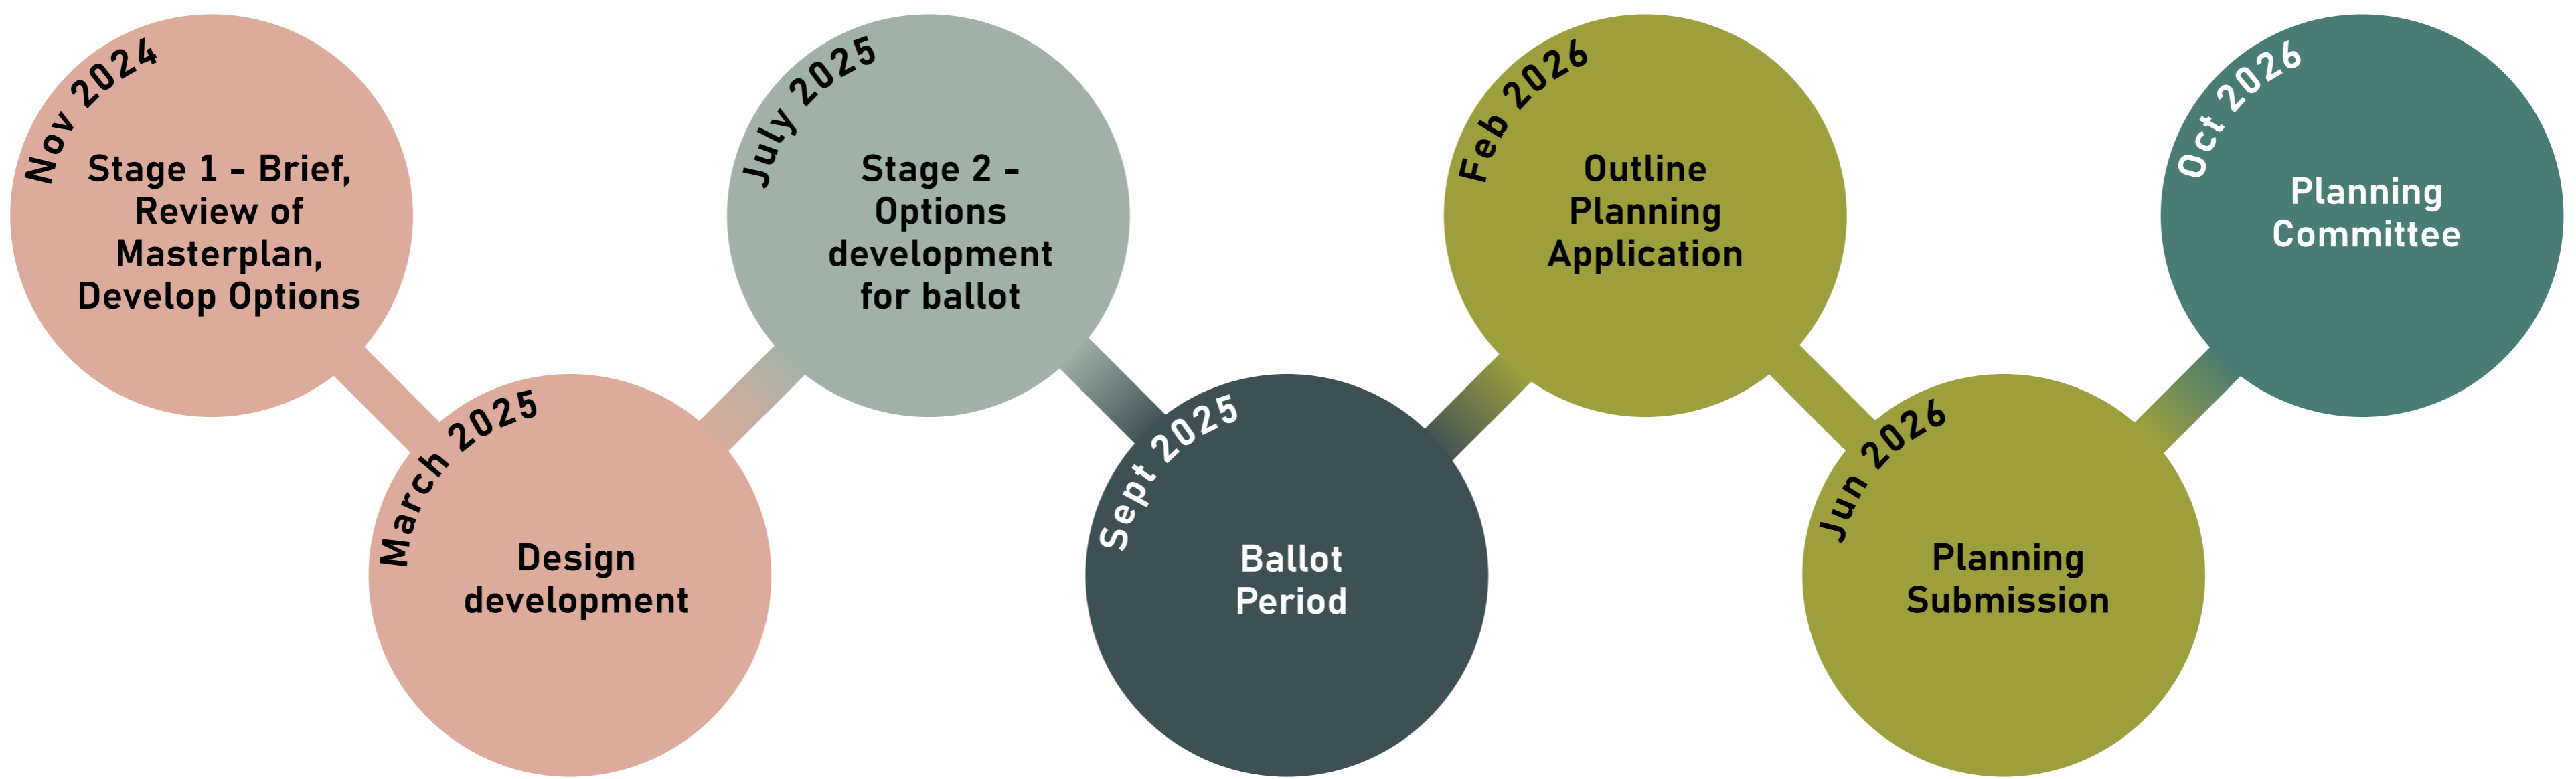 Nov 2024
Stage 1 - Brief,
Review of
Masterplan,
Develop Options
March 2025
Design
development
July 2025
Stage 2 -
Options
development
for ballot
Sept 2025
Ballot
Period
Feb 2026
Outline
Planning
Application
Jun 2026
Planning
Submission
Oct 2026
Planning
Committee